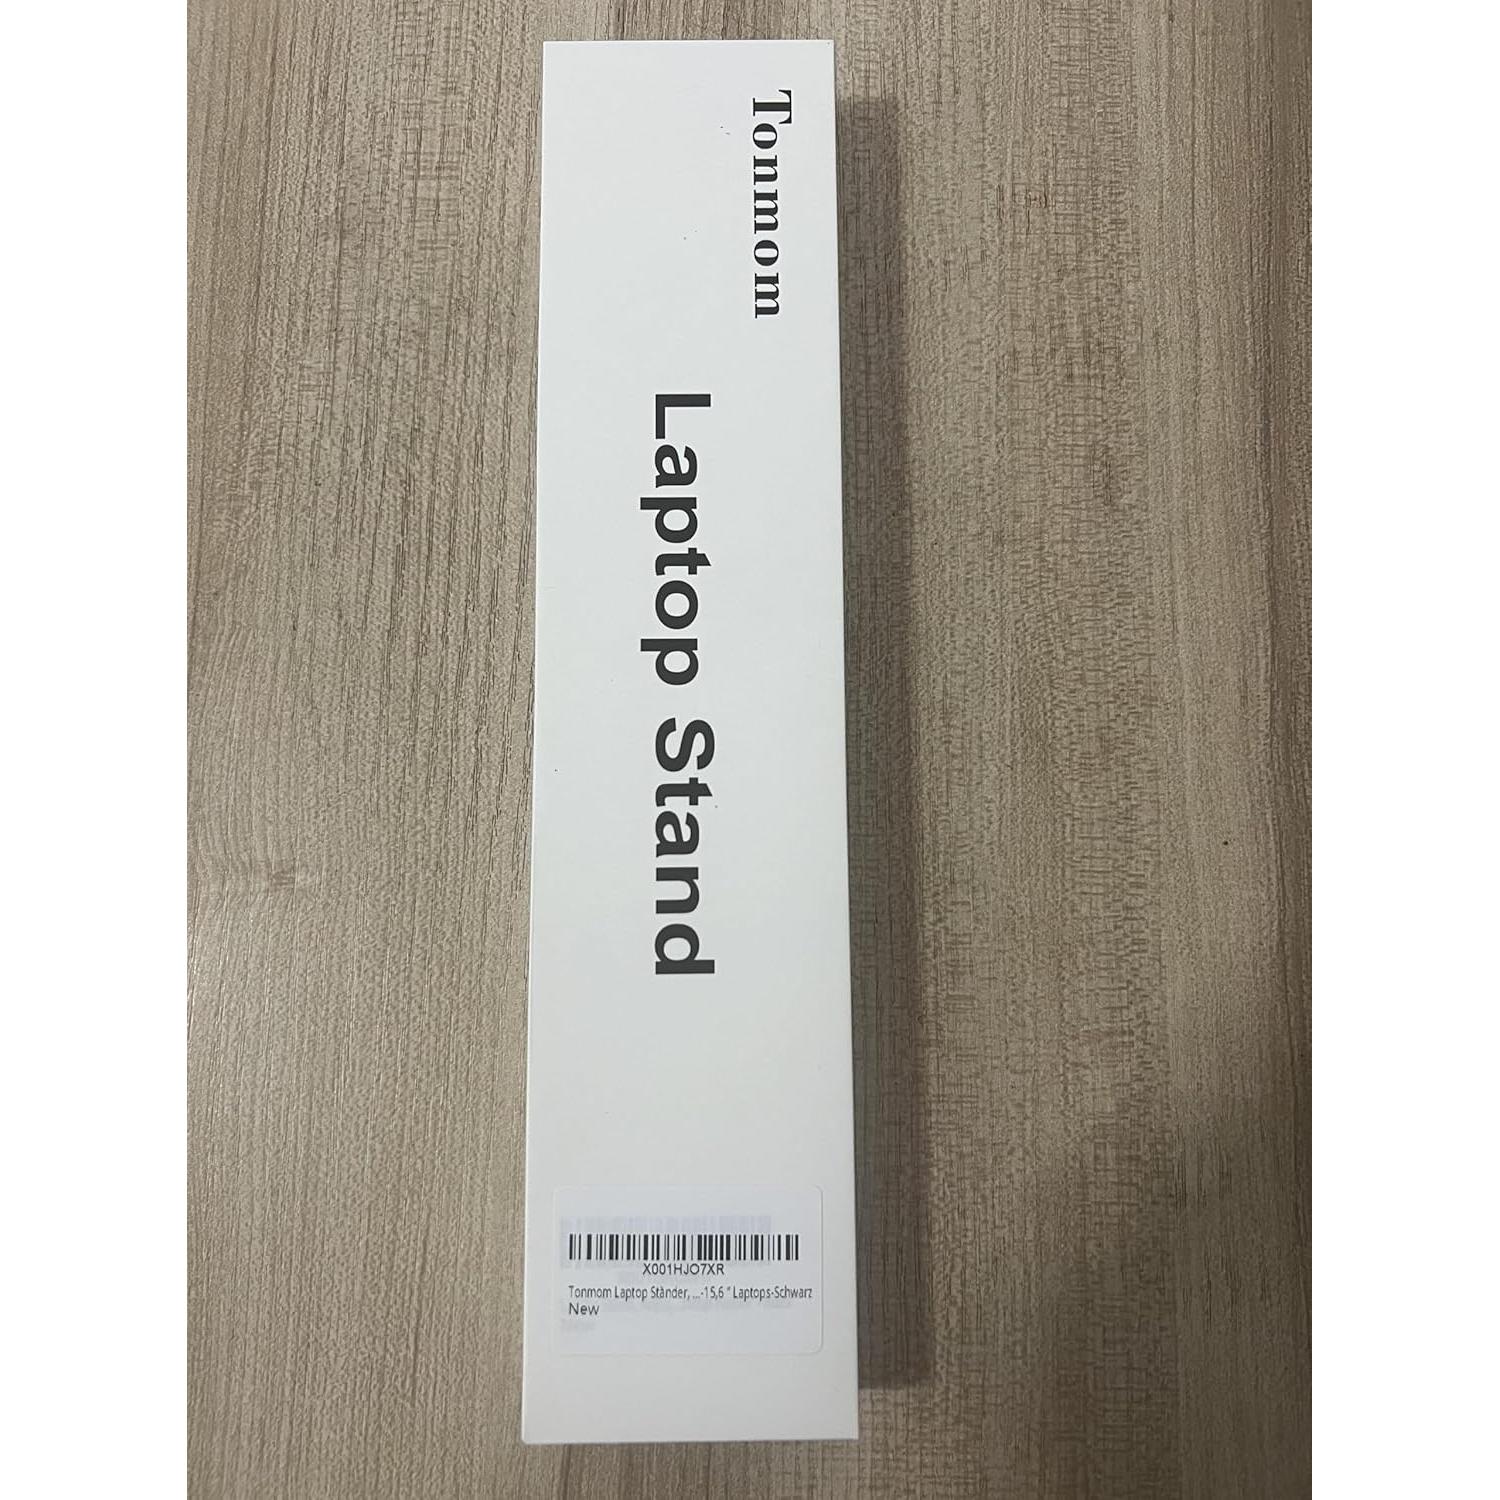 Tonmom
Laptop Stand
X001HJO7XR
Tonmom Laptop Ständer, ...-15,6 " Laptops-Schwarz
New